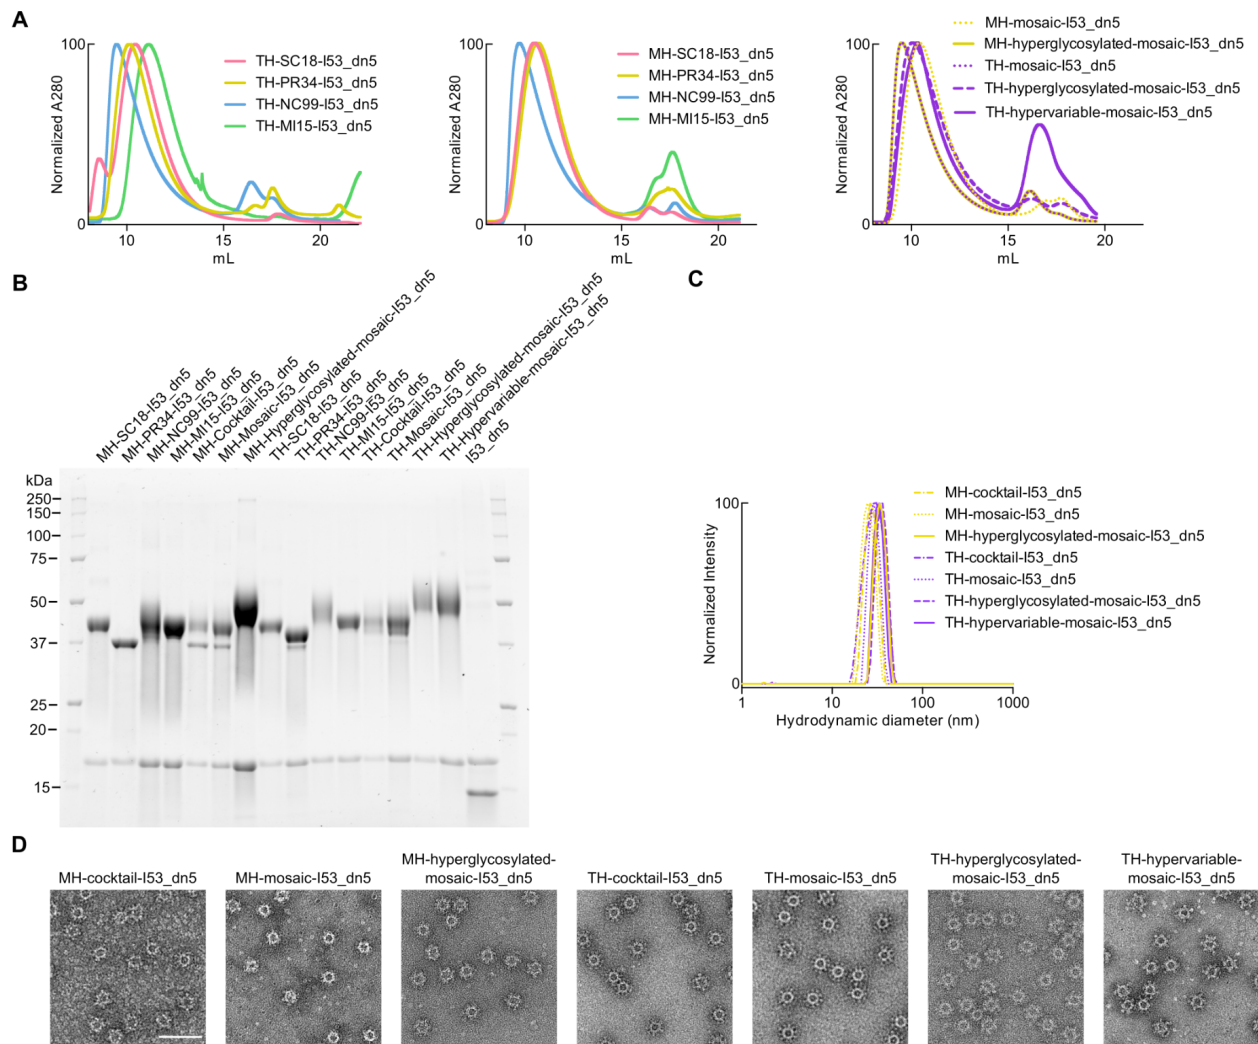 A
Normalized A280
100
0
10
15
20
mL
TH-SC18-I53_dn5
TH-PR34-I53_dn5
TH-NC99-I53_dn5
TH-MI15-I53_dn5
Normalized A280
100
0
10
15
20
mL
MH-SC18-I53_dn5
MH-PR34-I53_dn5
MH-NC99-I53_dn5
MH-MI15-I53_dn5
Normalized A280
100
0
10
15
20
mL
MH-mosaic-I53_dn5
MH-hyperglycosylated-mosaic-I53_dn5
TH-mosaic-I53_dn5
TH-hyperglycosylated-mosaic-I53_dn5
TH-hypervariable-mosaic-I53_dn5
B
MH-SC18-I53_dn5
MH-PR34-I53_dn5
MH-NC99-I53_dn5
MH-MI15-I53_dn5
MH-Cocktail-I53_dn5
MH-Mosaic-I53_dn5
MH-Hyperglycosylated-mosaic-I53_dn5
TH-SC18-I53_dn5
TH-PR34-I53_dn5
TH-NC99-I53_dn5
TH-MI15-I53_dn5
TH-Cocktail-I53_dn5
TH-Mosaic-I53_dn5
TH-Hyperglycosylated-mosaic-I53_dn5
TH-Hypervariable-mosaic-I53_dn5
I53_dn5
kDa
250
150
100
75
50
37
25
20
15
C
Normalized Intensity
100
0
1
10
100
1000
Hydrodynamic diameter (nm)
MH-cocktail-I53_dn5
MH-mosaic-I53_dn5
MH-hyperglycosylated-mosaic-I53_dn5
TH-cocktail-I53_dn5
TH-mosaic-I53_dn5
TH-hyperglycosylated-mosaic-I53_dn5
TH-hypervariable-mosaic-I53_dn5
D
MH-cocktail-I53_dn5
MH-mosaic-I53_dn5
MH-hyperglycosylated-
mosaic-I53_dn5
TH-cocktail-I53_dn5
TH-mosaic-I53_dn5
TH-hyperglycosylated-
mosaic-I53_dn5
TH-hypervariable-
mosaic-I53_dn5